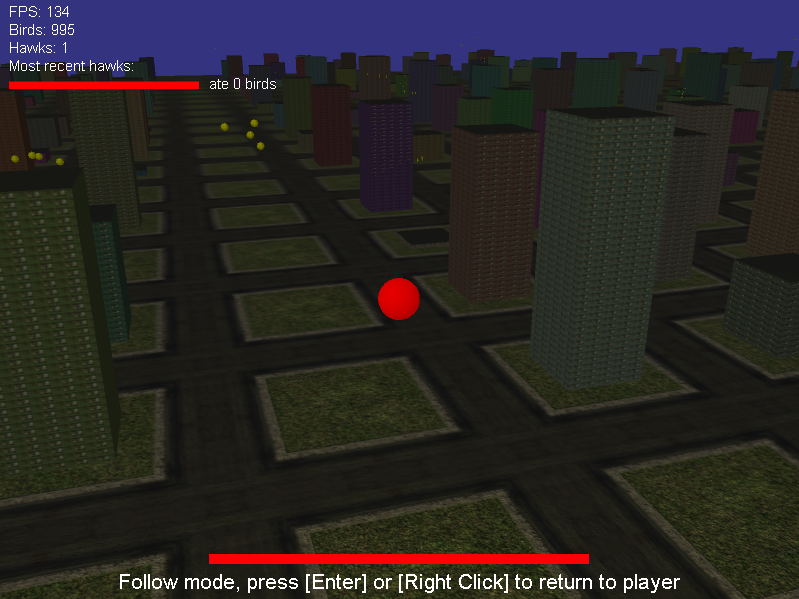 FPS: 134
Birds: 995
Hawks: 1
Most recent hawks:
ate 0 birds
Follow mode, press [Enter] or [Right Click] to return to player